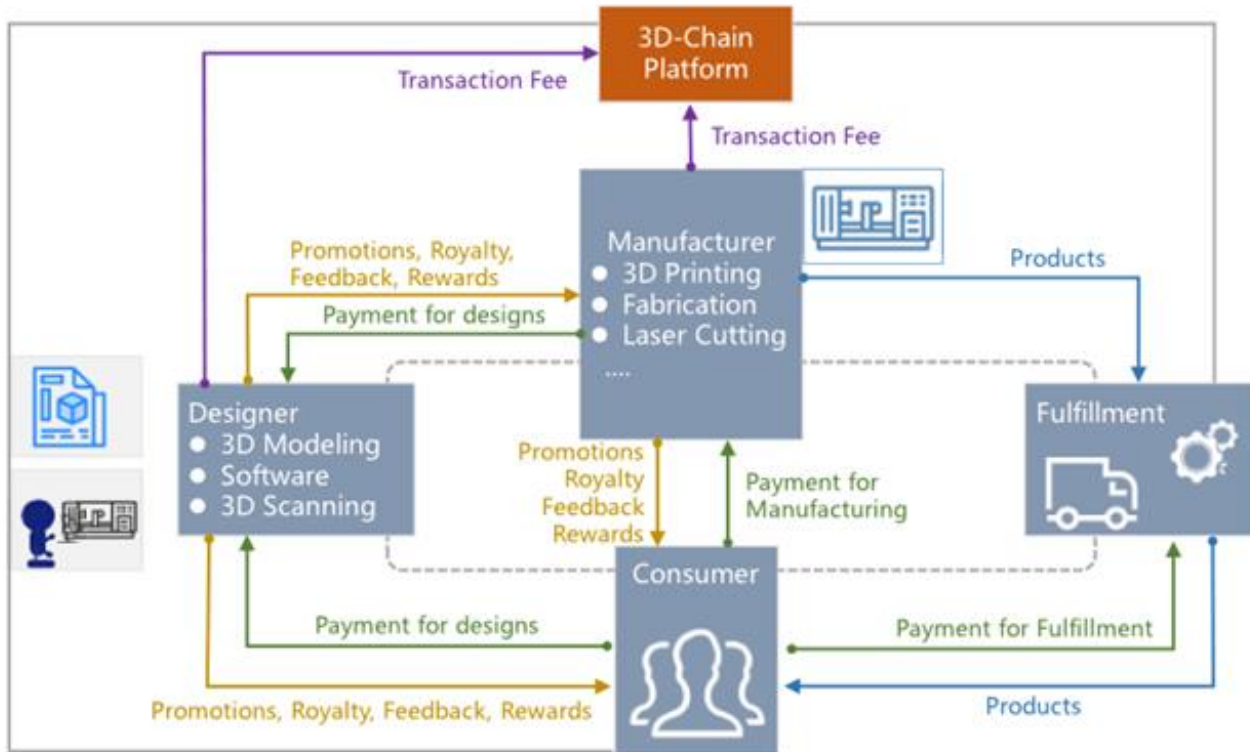 3D-Chain
Platform
Transaction Fee
Transaction Fee
Manufacturer
3D Printing
Fabrication
Laser Cutting
....
Promotions, Royalty,
Feedback, Rewards
Payment for designs
Products
Designer
3D Modeling
Software
3D Scanning
Fulfillment
Promotions
Royalty
Feedback
Rewards
Payment for
Manufacturing
Consumer
Payment for designs
Payment for Fulfillment
Promotions, Royalty, Feedback, Rewards
Products